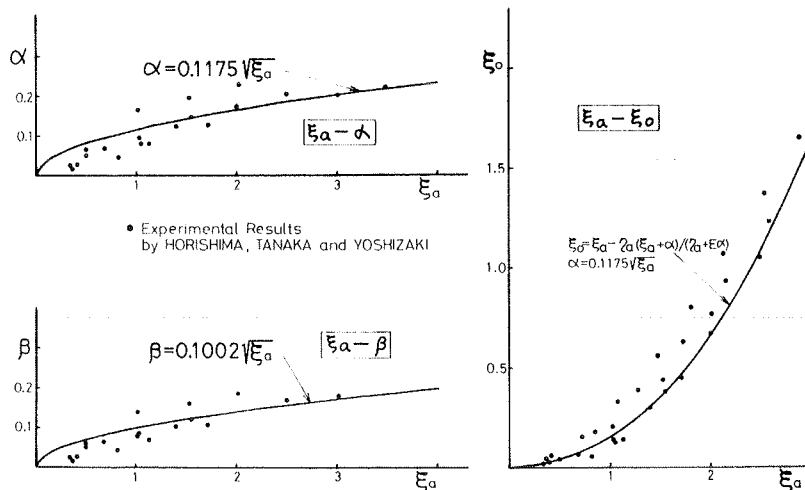 α
α=0.1175√ξa
0.2
0.1
ξa-α
1
2
3
ξa
• Experimental Results
by HORISHIMA, TANAKA and YOSHIZAKI
β
β=0.1002√ξa
ξa-β
0.2
0.1
1
2
3
ξa
ξo
ξa-ξo
1.5
ξo=ξa-ηa(ξa+α)/(ηa+Eα)
α=0.1175√ξa
1.0
0.5
1
2
ξa